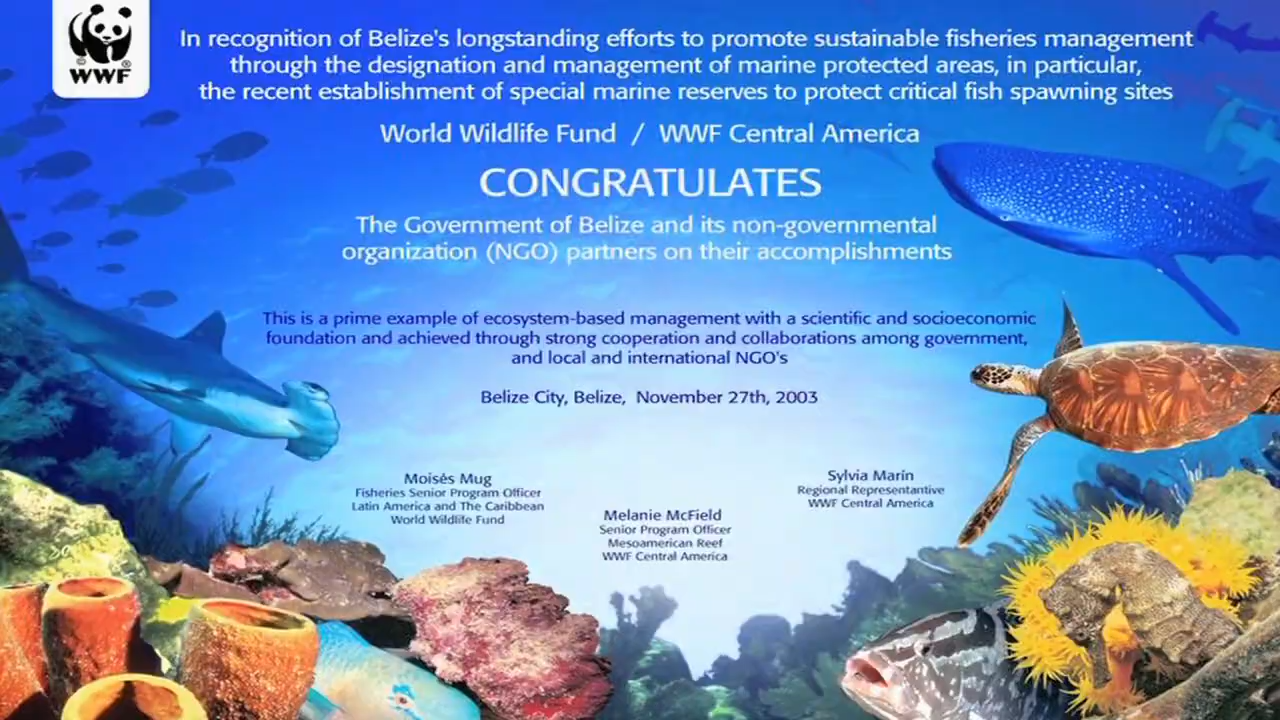 WWF
In recognition of Belize's longstanding efforts to promote sustainable fisheries management
through the designation and management of marine protected areas, in particular,
the recent establishment of special marine reserves to protect critical fish spawning sites
World Wildlife Fund / WWF Central America
CONGRATULATES
The Government of Belize and its non-governmental
organization (NGO) partners on their accomplishments
This is a prime example of ecosystem-based management with a scientific and socioeconomic
foundation and achieved through strong cooperation and collaborations among government,
and local and international NGO's
Belize City, Belize, November 27th, 2003
Moisés Mug
Fisheries Senior Program Officer
Latin America and The Caribbean
World Wildlife Fund
Melanie McField
Senior Program Officer
Mesoamerican Reef
WWF Central America
Sylvia Marín
Regional Representantive
WWF Central America